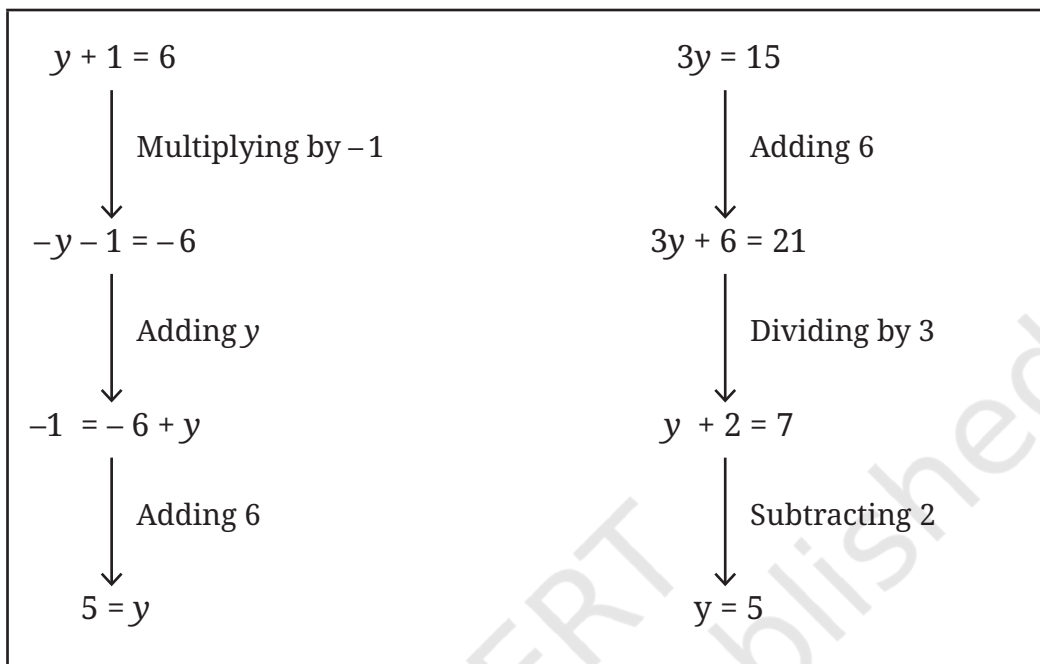 y + 1 = 6
Multiplying by – 1
–y – 1 = – 6
Adding y
–1 = – 6 + y
Adding 6
5 = y
3y = 15
Adding 6
3y + 6 = 21
Dividing by 3
y + 2 = 7
Subtracting 2
y = 5